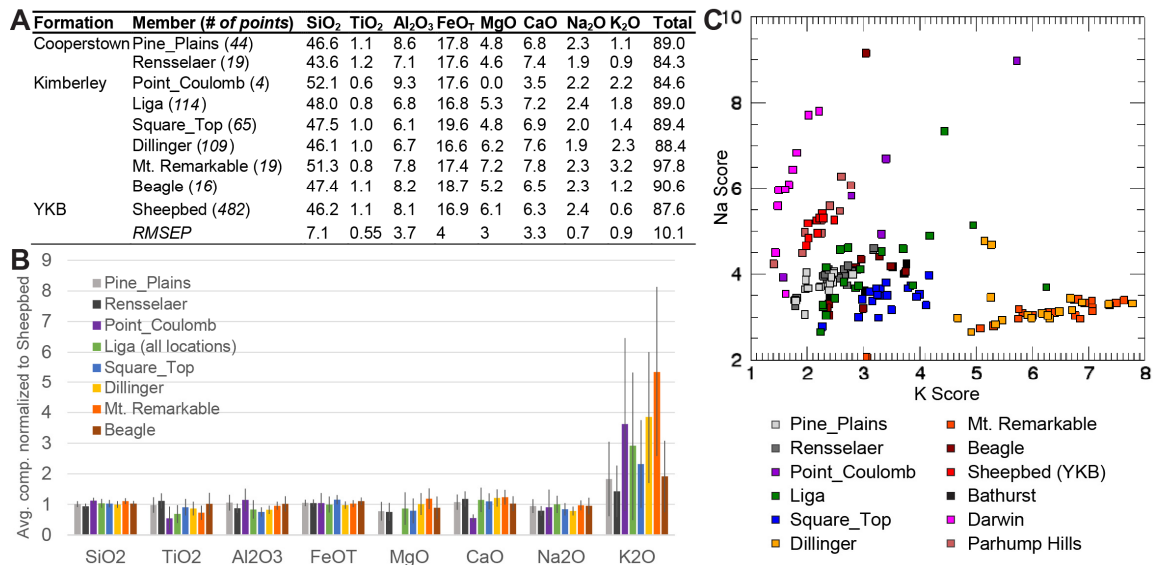 A
Formation Member (# of points) SiO2 TiO2 Al2O3 FeOT MgO CaO Na2O K2O Total
Cooperstown Pine_Plains (44) 46.6 1.1 8.6 17.8 4.8 6.8 2.3 1.1 89.0
Rensselaer (19) 43.6 1.2 7.1 17.6 4.6 7.4 1.9 0.9 84.3
Kimberley Point_Coulomb (4) 52.1 0.6 9.3 17.6 0.0 3.5 2.2 2.2 84.6
Liga (114) 48.0 0.8 6.8 16.8 5.3 7.2 2.4 1.8 89.0
Square_Top (65) 47.5 1.0 6.1 19.6 4.8 6.9 2.0 1.4 89.4
Dillinger (109) 46.1 1.0 6.7 16.6 6.2 7.6 1.9 2.3 88.4
Mt. Remarkable (19) 51.3 0.8 7.8 17.4 7.2 7.8 2.3 3.2 97.8
Beagle (16) 47.4 1.1 8.2 18.7 5.2 6.5 2.3 1.2 90.6
YKB Sheepbed (482) 46.2 1.1 8.1 16.9 6.1 6.3 2.4 0.6 87.6
RMSEP 7.1 0.55 3.7 4 3 3.3 0.7 0.9 10.1
B
Avg. comp. normalized to Sheepbed
9
8
7
6
5
4
3
2
1
0
Pine_Plains
Rensselaer
Point_Coulomb
Liga (all locations)
Square_Top
Dillinger
Mt. Remarkable
Beagle
SiO2 TiO2 Al2O3 FeOT MgO CaO Na2O K2O
C
Na Score
10
8
6
4
2
1 2 3 4 5 6 7 8
K Score
Pine_Plains
Rensselaer
Point_Coulomb
Liga
Square_Top
Dillinger
Mt. Remarkable
Beagle
Sheepbed (YKB)
Bathurst
Darwin
Parhump Hills